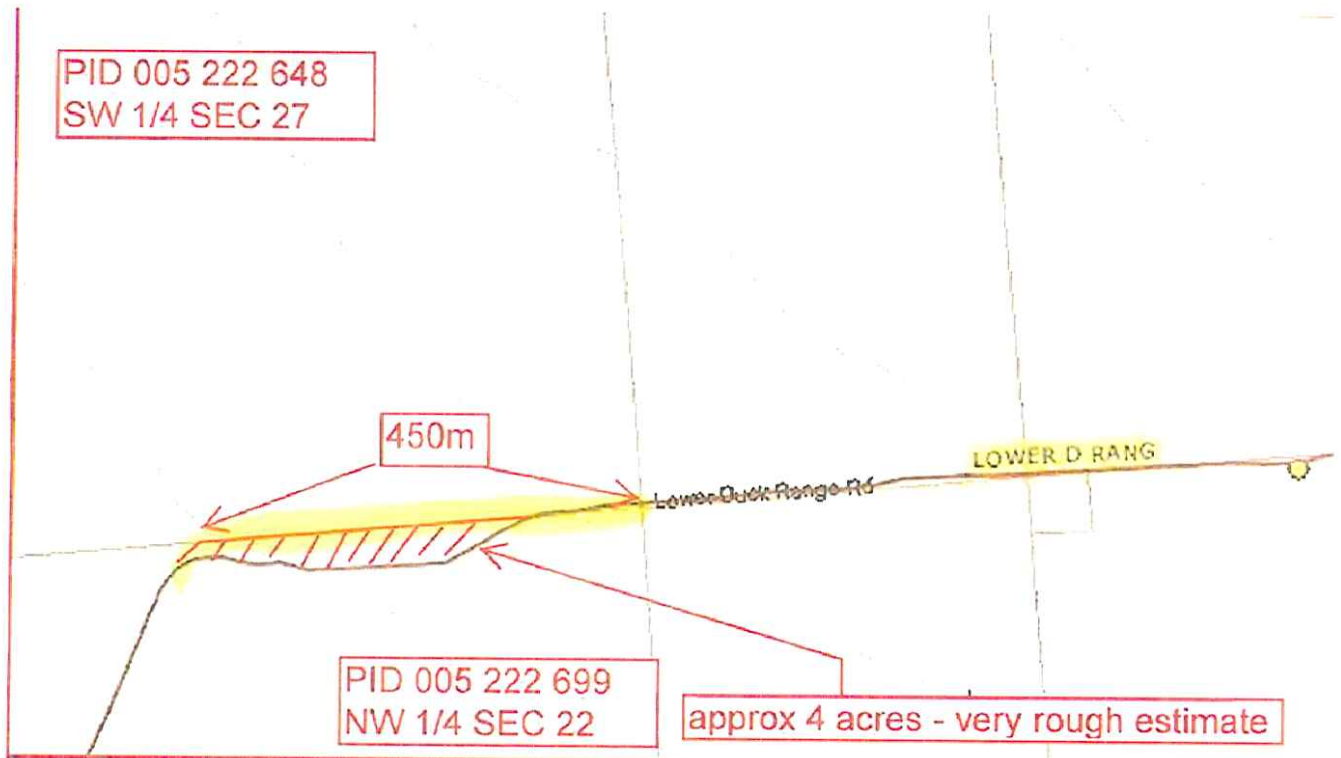 PID 005 222 648
SW 1/4 SEC 27
450m
LOWER D RANG
Lower Duck Range Rd
PID 005 222 699
NW 1/4 SEC 22
approx 4 acres - very rough estimate